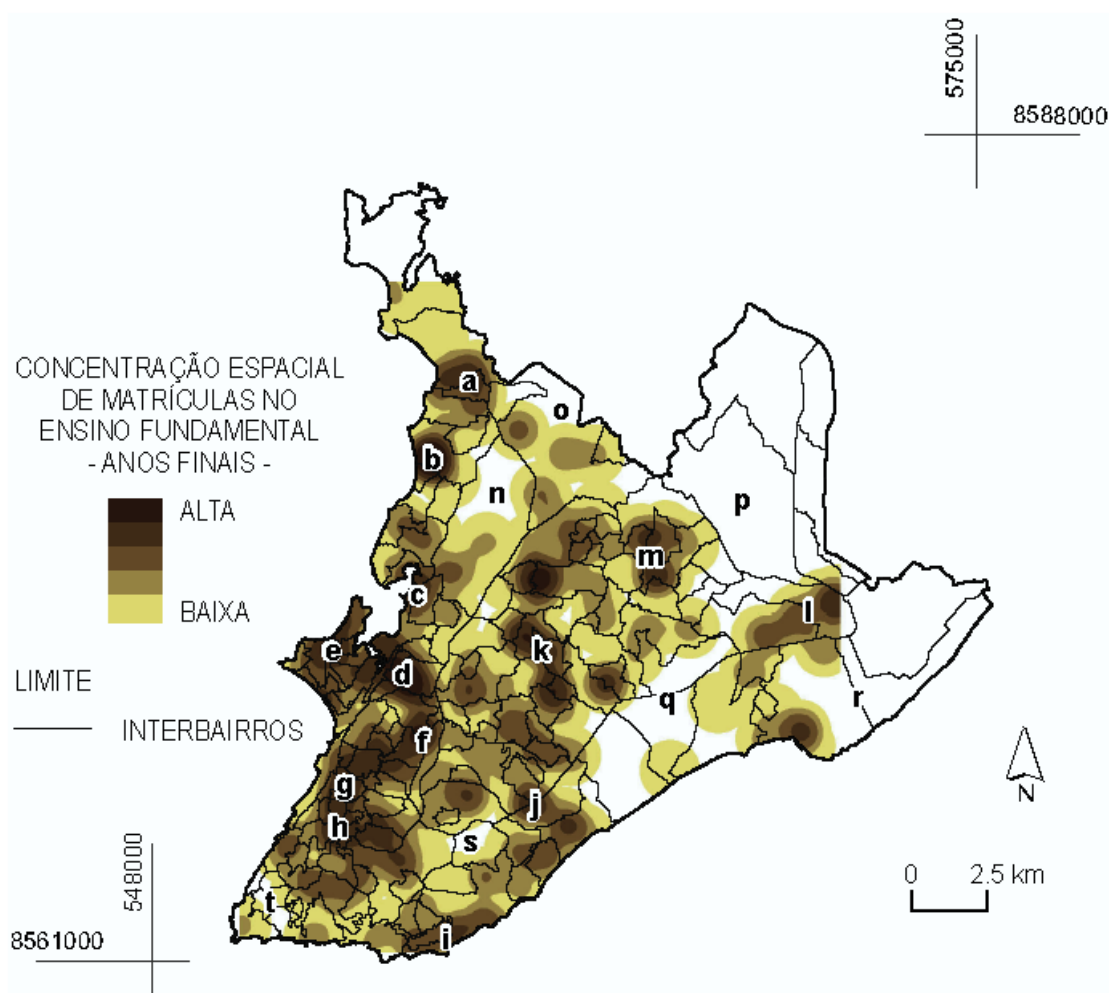 575000
8588000
CONCENTRAÇÃO ESPACIAL
DE MATRÍCULAS NO
ENSINO FUNDAMENTAL
- ANOS FINAIS -
ALTA
BAIXA
LIMITE
INTERBAIRROS
a
o
b
n
p
m
c
l
e
k
d
q
r
f
g
j
h
s
t
i
N
0 2.5 km
548000
8561000